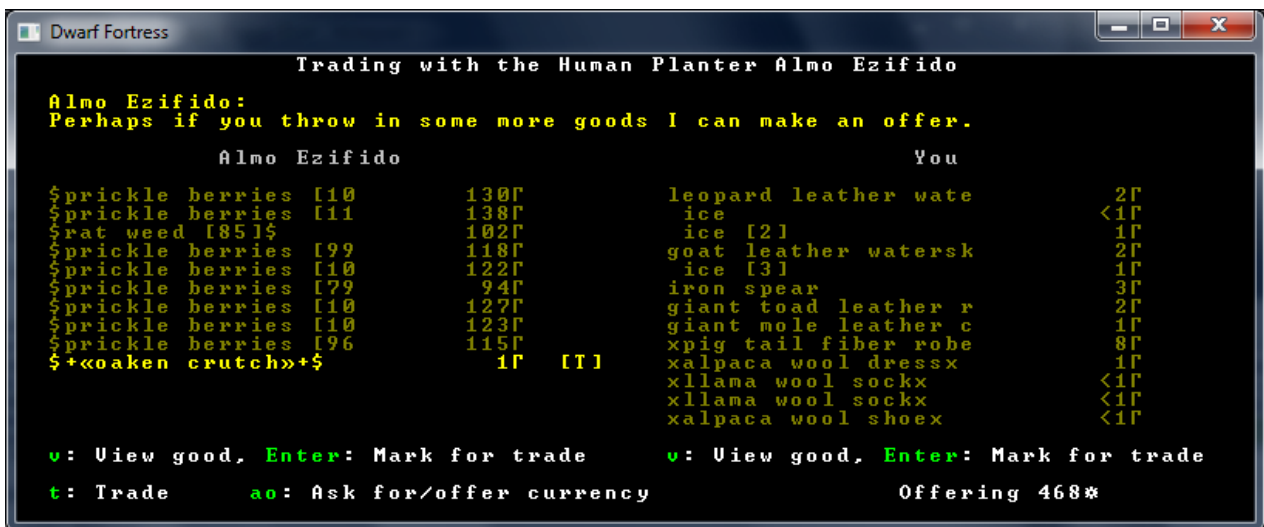 Dwarf Fortress
Trading with the Human Planter Almo Ezifido
Almo Ezifido:
Perhaps if you throw in some more goods I can make an offer.
Almo Ezifido You
$prickle berries [10 130Γ leopard leather wate 2Γ
$prickle berries [11 138Γ ice <1Γ
$rat weed [85]$ 102Γ ice [2] 1Γ
$prickle berries [99 118Γ goat leather watersk 2Γ
$prickle berries [10 122Γ ice [3] 1Γ
$prickle berries [79 94Γ iron spear 3Γ
$prickle berries [10 127Γ giant toad leather r 2Γ
$prickle berries [10 123Γ giant mole leather c 1Γ
$prickle berries [96 115Γ xpig tail fiber robe 8Γ
$+«oaken crutch»+$ 1Γ [T] xalpaca wool dressx 1Γ
xllama wool sockx <1Γ
xllama wool sockx <1Γ
xalpaca wool shoex <1Γ
v: View good, Enter: Mark for trade v: View good, Enter: Mark for trade
t: Trade ao: Ask for/offer currency Offering 468☼